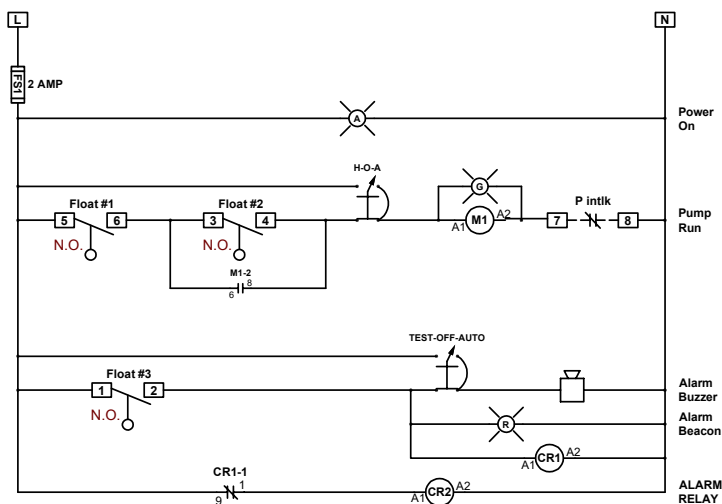 L
N
FS1
2 AMP
A
Power
On
H-O-A
G
Float #1
Float #2
P intlk
5
6
3
4
A1
M1
A2
7
8
Pump
Run
N.O.
N.O.
M1-2
6
8
TEST-OFF-AUTO
Float #3
1
2
Alarm
Buzzer
N.O.
R
Alarm
Beacon
A1
CR1
A2
CR1-1
9
1
A1
CR2
A2
ALARM
RELAY